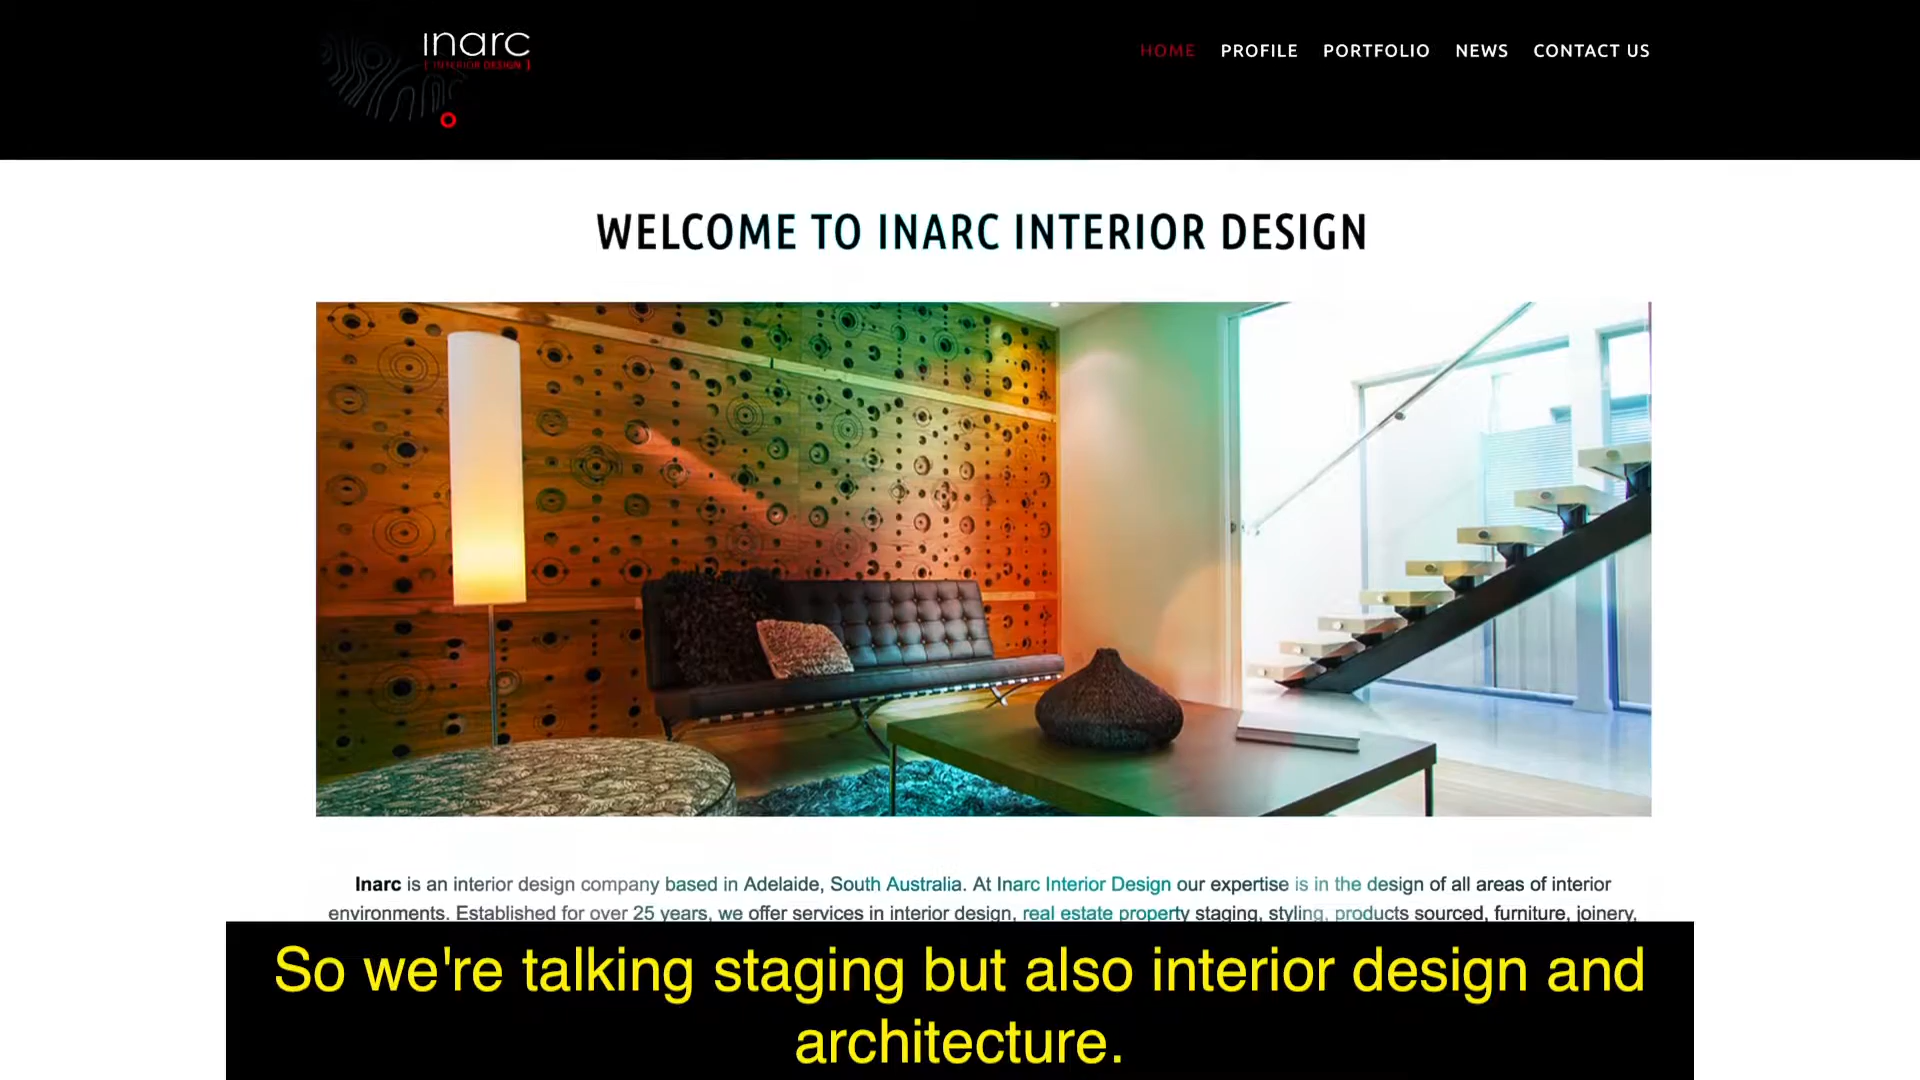 inarc
[ INTERIOR DESIGN ]
HOME PROFILE PORTFOLIO NEWS CONTACT US
WELCOME TO INARC INTERIOR DESIGN
Inarc is an interior design company based in Adelaide, South Australia. At Inarc Interior Design our expertise is in the design of all areas of interior
environments. Established for over 25 years, we offer services in interior design, real estate property staging, styling, products sourced, furniture, joinery,
So we're talking staging but also interior design and
architecture.